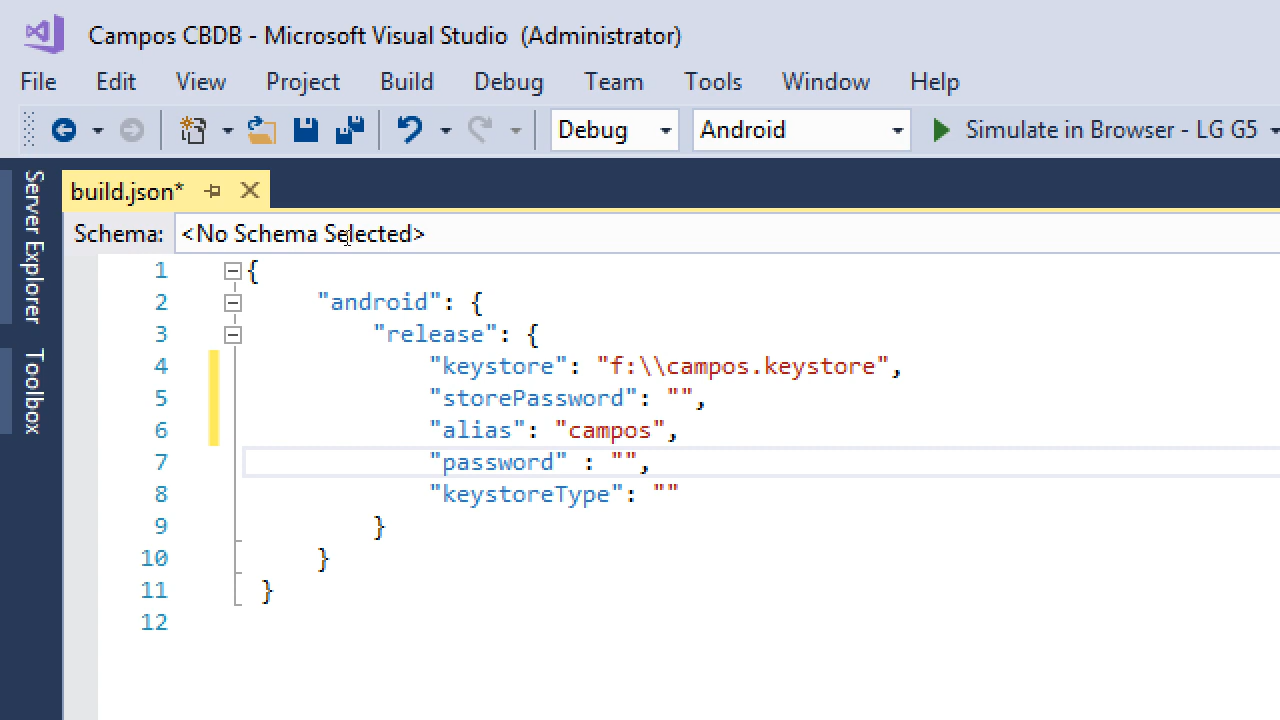 Campos CBDB - Microsoft Visual Studio (Administrator)
File Edit View Project Build Debug Team Tools Window Help
Debug Android Simulate in Browser - LG G5
build.json*
Schema: <No Schema Selected>
Server Explorer
Toolbox
1 {
2 "android": {
3 "release": {
4 "keystore": "f:\\campos.keystore",
5 "storePassword": "",
6 "alias": "campos",
7 "password" : "",
8 "keystoreType": ""
9 }
10 }
11 }
12